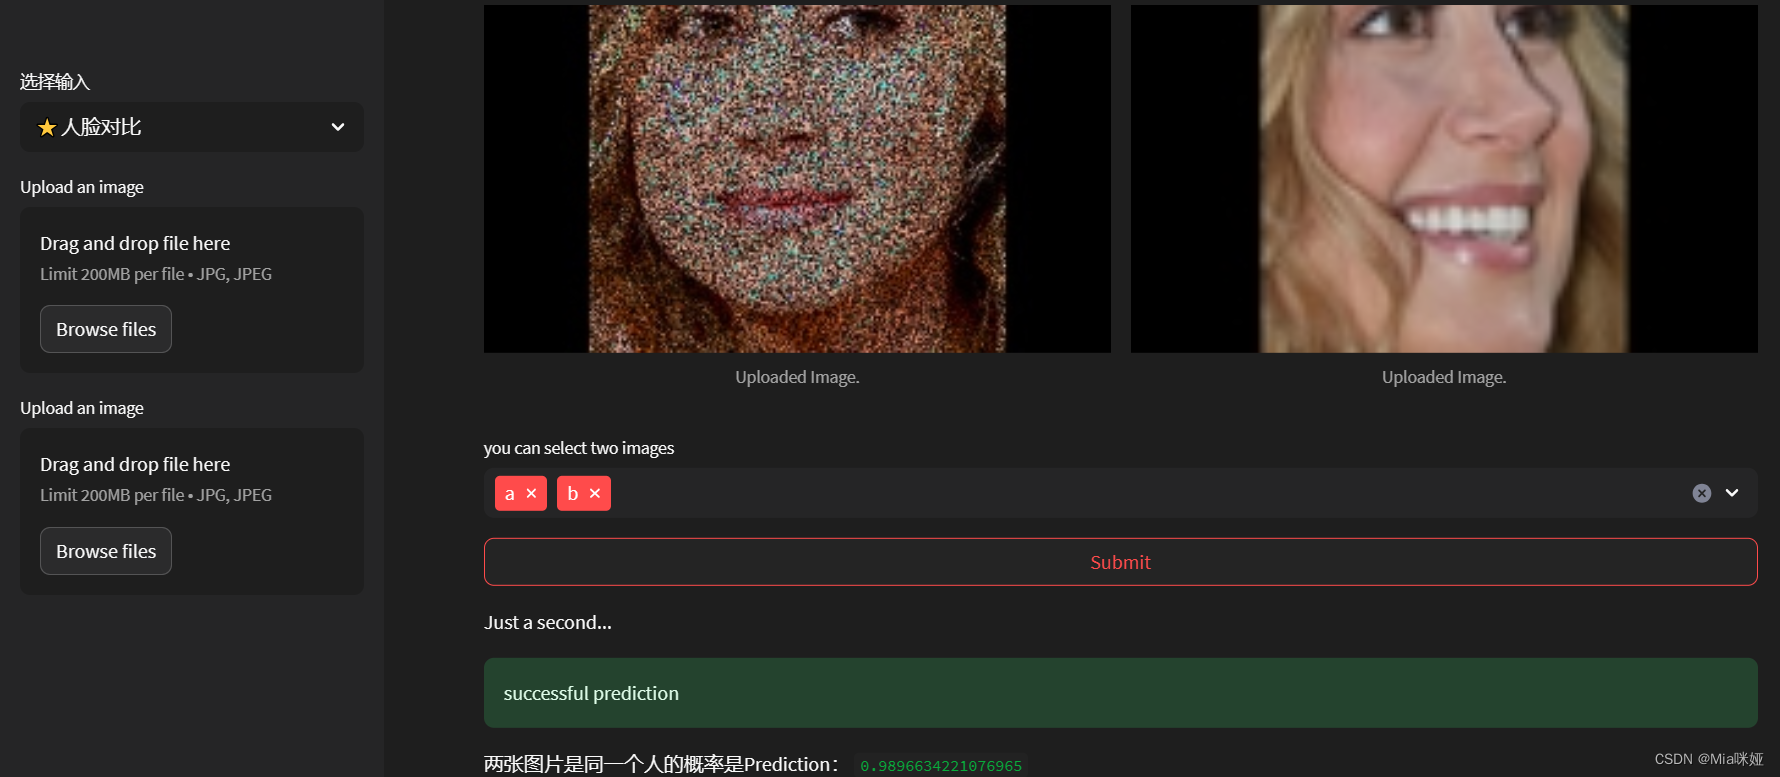 选择输入
人脸对比
Upload an image
Drag and drop file here
Limit 200MB per file • JPG, JPEG
Browse files
Upload an image
Drag and drop file here
Limit 200MB per file • JPG, JPEG
Browse files
Uploaded Image.
Uploaded Image.
you can select two images
a × b ×
Submit
Just a second...
successful prediction
两张图片是同一个人的概率是Prediction： 0.9896634221076965
CSDN @Mia咪娅